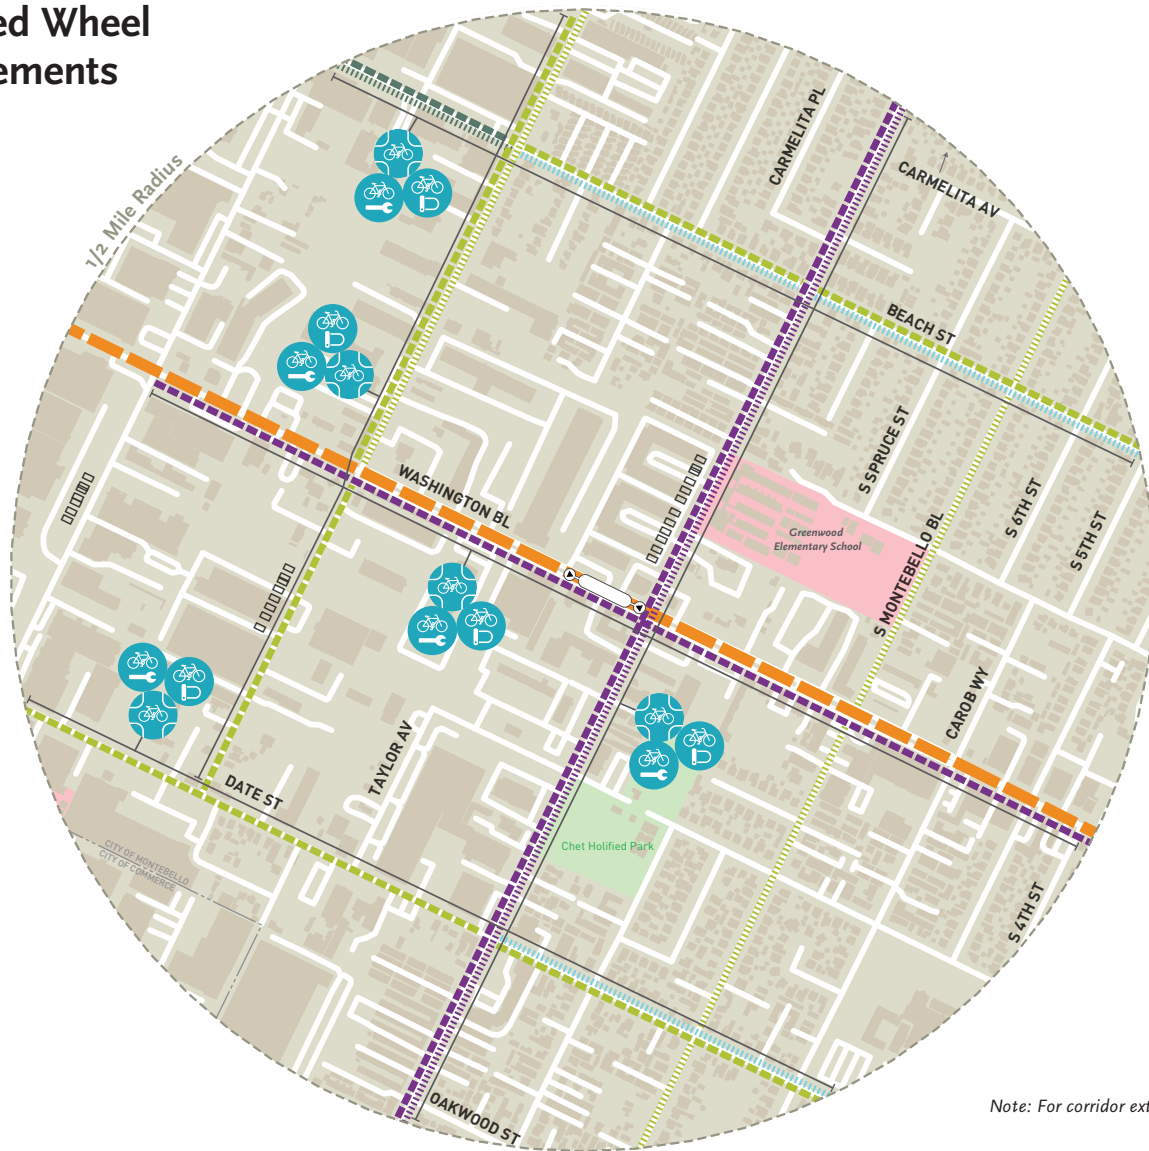 ed Wheel
ements
1/2 Mile Radius
CARMELITA PL
CARMELITA AV
BEACH ST
S SPRUCE ST
S 6TH ST
S 5TH ST
WASHINGTON BL
Greenwood
Elementary School
S MONTEBELLO BL
CAROB WY
TAYLOR AV
DATE ST
Chet Holified Park
CITY OF MONTEBELLO
CITY OF COMMERCE
S 4TH ST
OAKWOOD ST
Note: For corridor ext